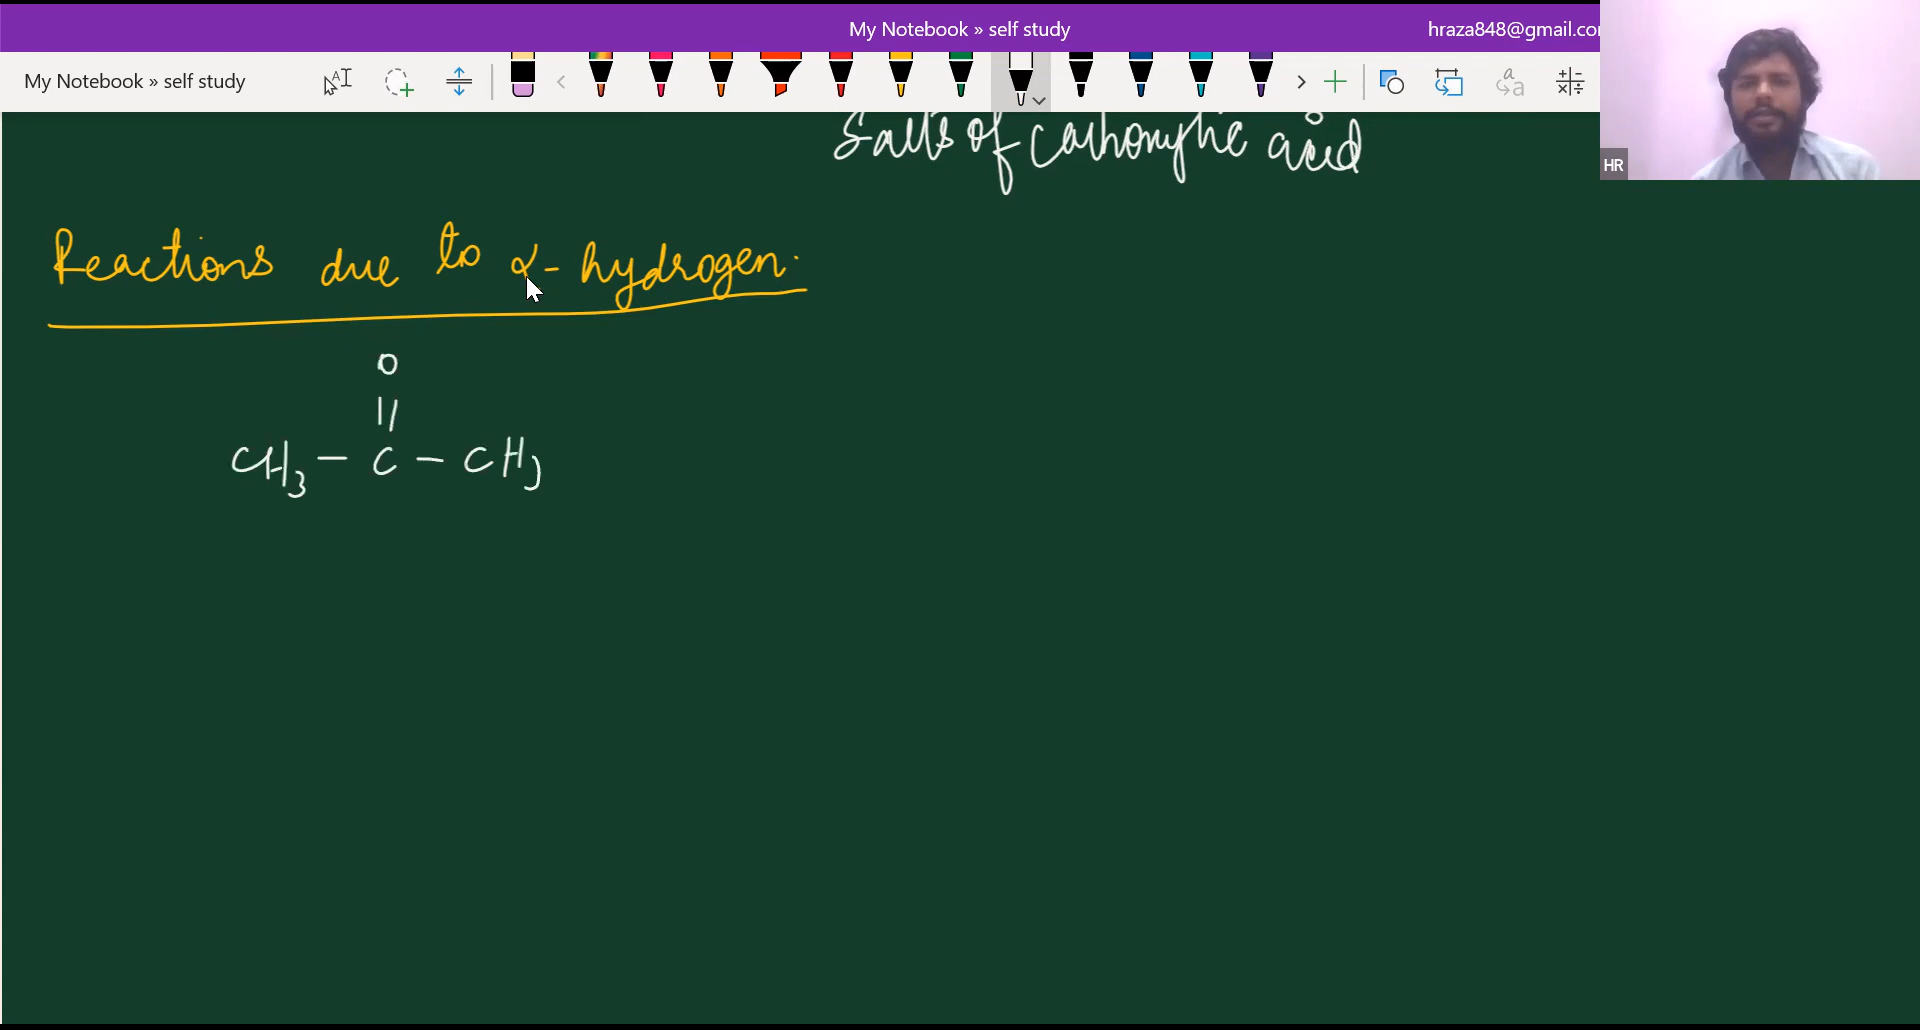 My Notebook » self study
hraza848@gmail.co
My Notebook » self study
HR
Salts of carboxylic acid
Reactions due to α- hydrogen.
O
||
CH3 – C – CH3